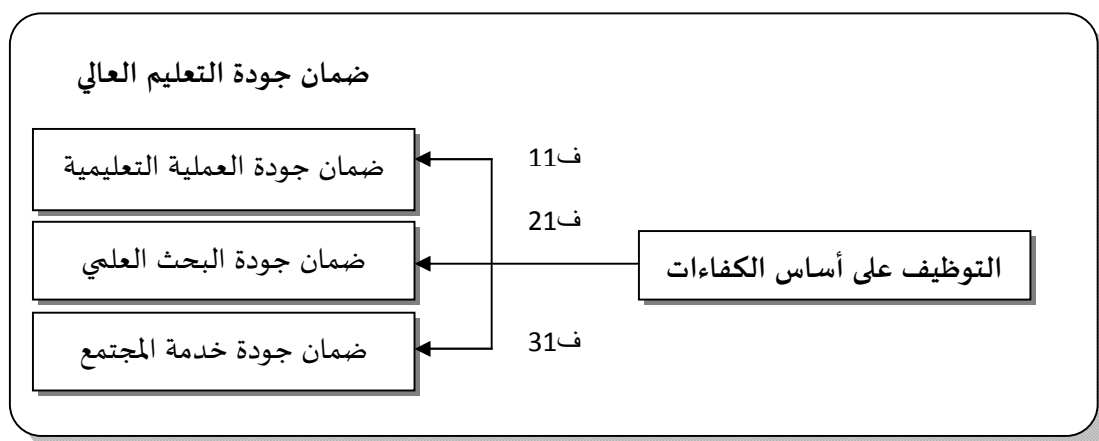 ضمان جودة التعليم العالي
ضمان جودة العملية التعليمية
ف11
ف21
ضمان جودة البحث العلمي
التوظيف على أساس الكفاءات
ف31
ضمان جودة خدمة المجتمع